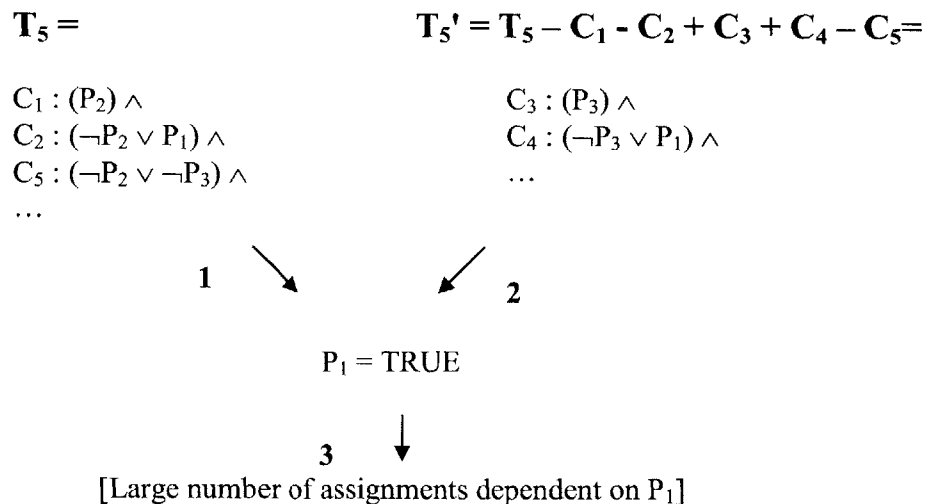 T₅ =
T₅' = T₅ – C₁ - C₂ + C₃ + C₄ – C₅=
C₁ : (P₂) ∧
C₂ : (¬P₂ ∨ P₁) ∧
C₅ : (¬P₂ ∨ ¬P₃) ∧
...
C₃ : (P₃) ∧
C₄ : (¬P₃ ∨ P₁) ∧
...
1
2
P₁ = TRUE
3
[Large number of assignments dependent on P₁]